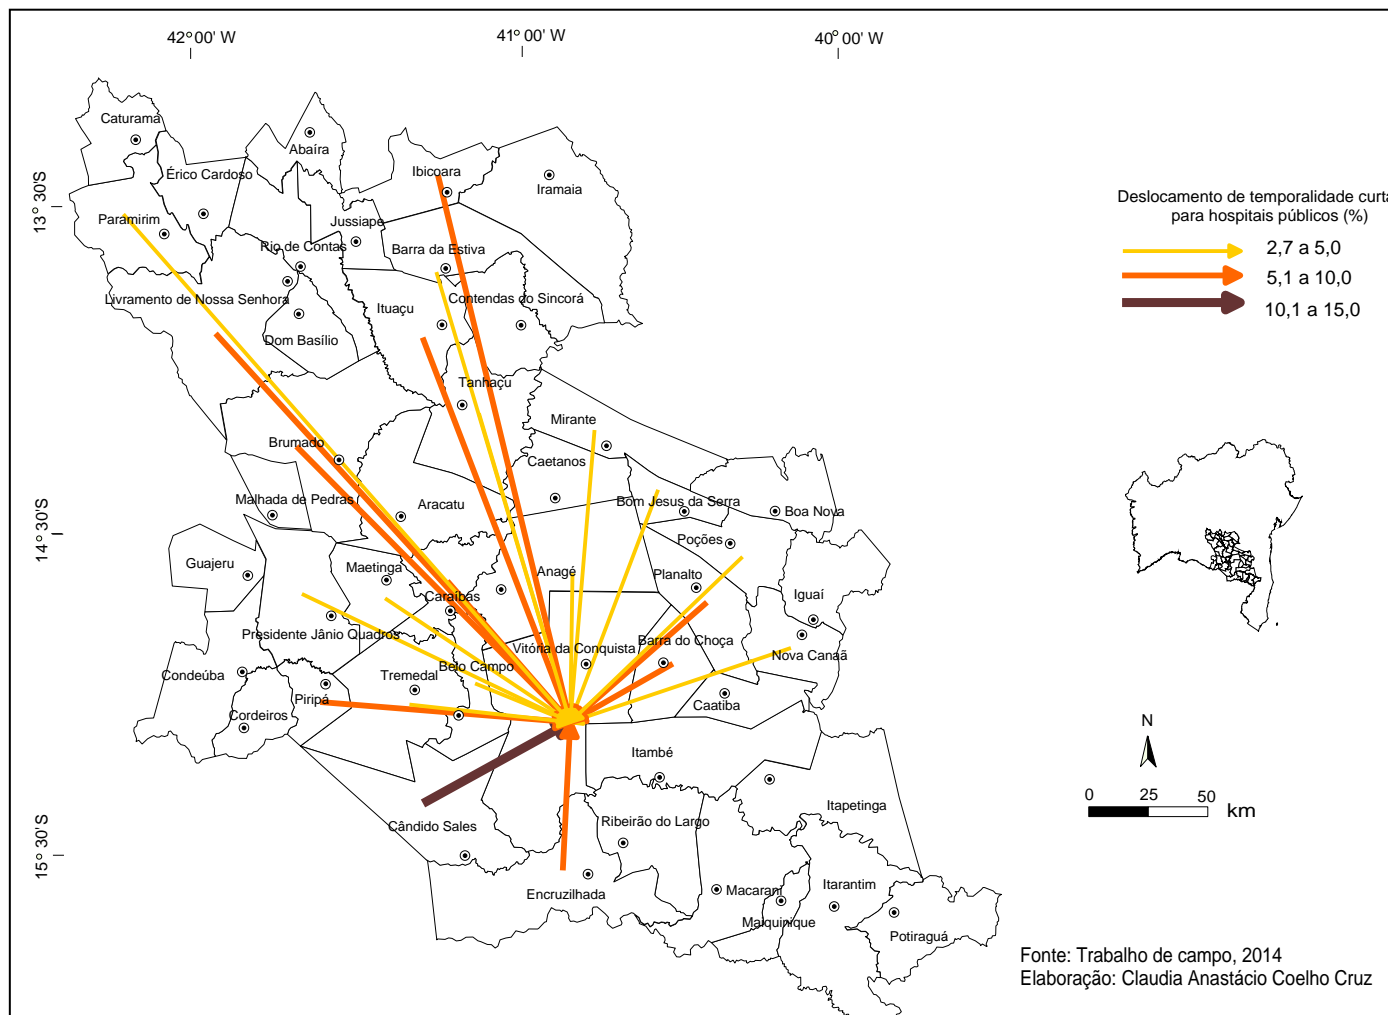 42°00' W
41°00' W
40°00' W
13°30'S
14°30'S
15°30'S
Caturama
Abaíra
Érico Cardoso
Ibicoara
Iramaia
Paramirim
Jussiape
Rio de Contas
Barra da Estiva
Livramento de Nossa Senhora
Ituaçu
Contendas do Sincorá
Dom Basílio
Tanhaçu
Mirante
Brumado
Caetanos
Malhada de Pedras
Aracatu
Bom Jesus da Serra
Boa Nova
Poções
Guajeru
Maetinga
Anagé
Planalto
Caraíbas
Iguaí
Presidente Jânio Quadros
Vitória da Conquista
Barra do Choça
Nova Canaã
Condeúba
Belo Campo
Tremedal
Piripá
Cordeiros
Caatiba
Itambé
Itapetinga
Cândido Sales
Ribeirão do Largo
Encruzilhada
Macarani
Itarantim
Maiquinique
Potiraguá
Deslocamento de temporalidade curta
para hospitais públicos (%)
2,7 a 5,0
5,1 a 10,0
10,1 a 15,0
N
0 25 50
km
Fonte: Trabalho de campo, 2014
Elaboração: Claudia Anastácio Coelho Cruz